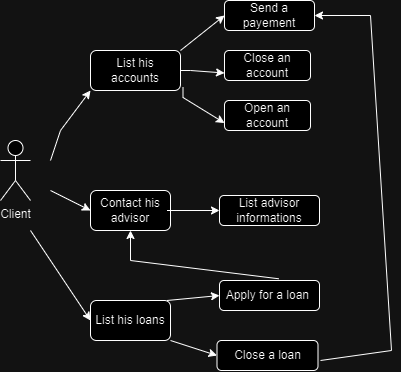 Send a
payement
List his
accounts
Close an
account
Open an
account
Client
Contact his
advisor
List advisor
informations
List his loans
Apply for a loan
Close a loan